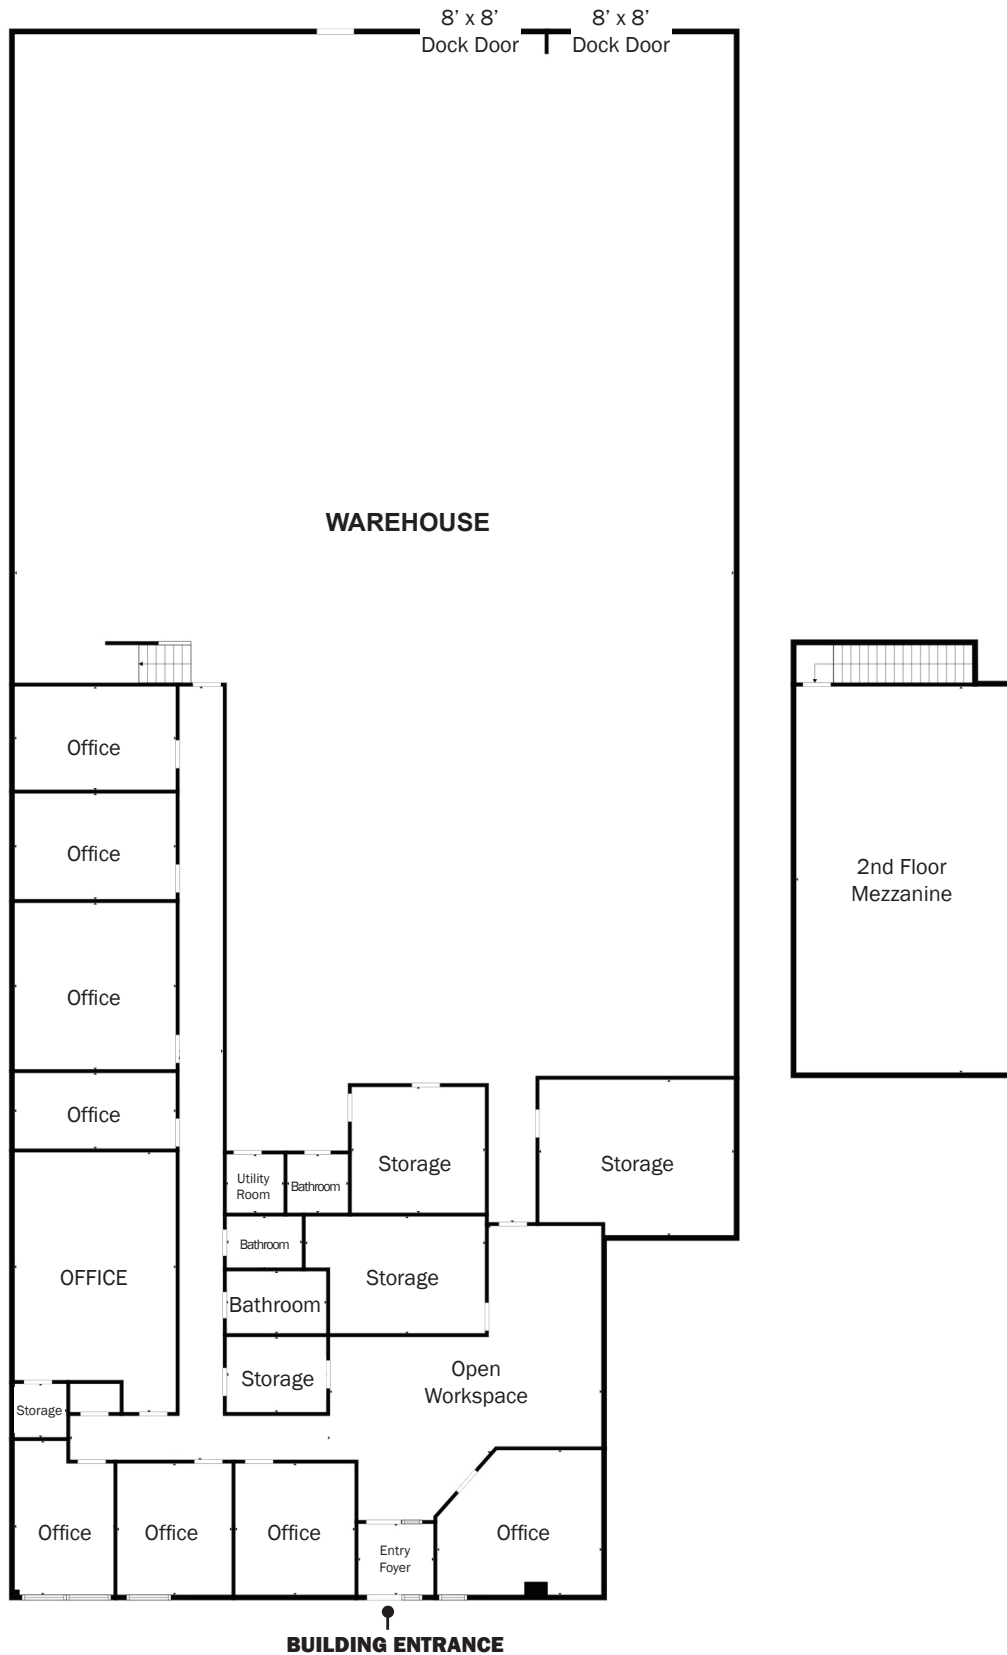 8’ x 8’
Dock Door
8’ x 8’
Dock Door
WAREHOUSE
Office
Office
2nd Floor
Mezzanine
Office
Office
Storage
Storage
Utility
Room
Bathroom
Bathroom
OFFICE
Storage
Bathroom
Storage
Open
Workspace
Storage
Office
Office
Office
Entry
Foyer
Office
BUILDING ENTRANCE